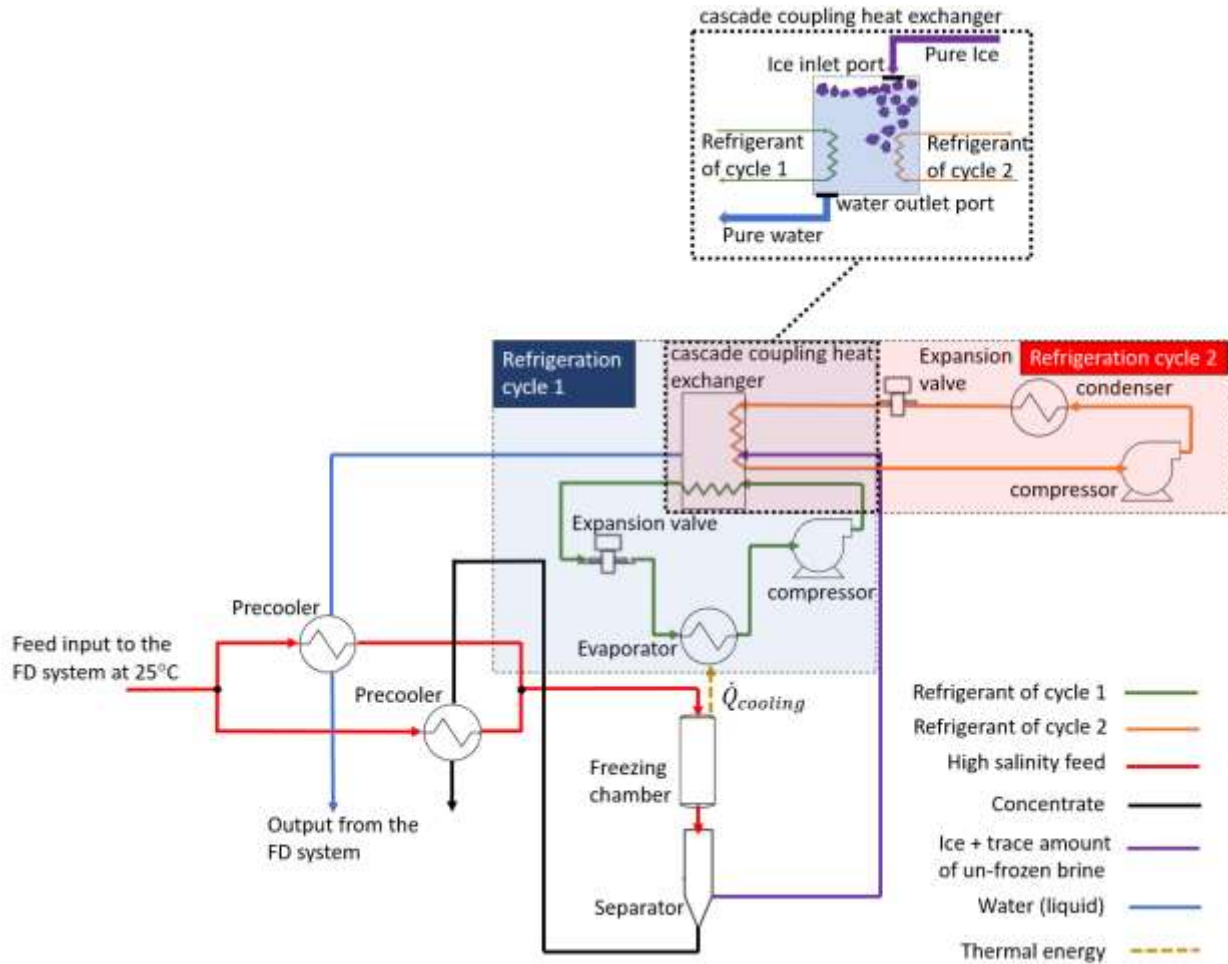 cascade coupling heat exchanger
Pure Ice
Ice inlet port
Refrigerant
of cycle 1
Refrigerant
of cycle 2
water outlet port
Pure water
Refrigeration
cycle 1
cascade coupling heat
exchanger
Expansion
valve
Refrigeration cycle 2
condenser
compressor
Expansion valve
compressor
Evaporator
Precooler
Feed input to the
FD system at 25°C
Precooler
Q̇cooling
Freezing
chamber
Output from the
FD system
Separator
Refrigerant of cycle 1
Refrigerant of cycle 2
High salinity feed
Concentrate
Ice + trace amount
of un-frozen brine
Water (liquid)
Thermal energy